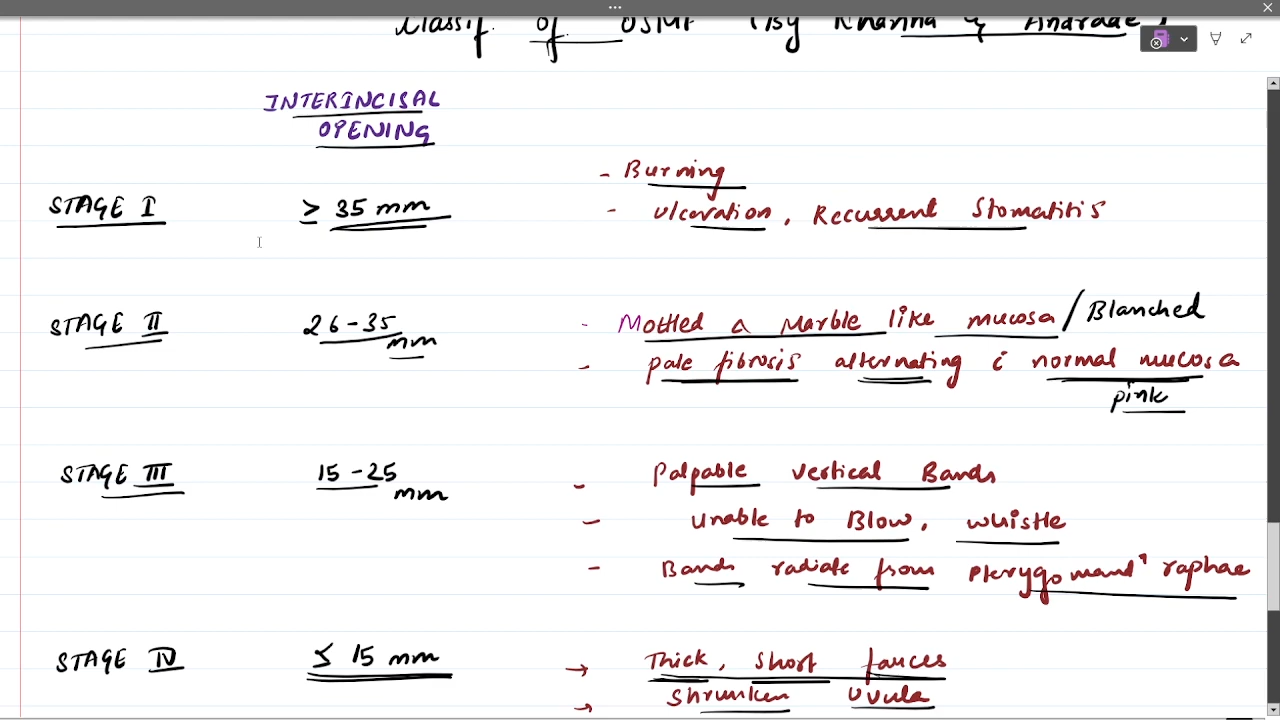 Classif. of OSMF (By Khanna & Andrade)
INTERINCISAL
OPENING
- Burning
STAGE I ≥ 35 mm - ulceration, Recurrent Stomatitis
STAGE II 26-35 mm - Mottled a Marble like mucosa / Blanched
- pale fibrosis alternating c normal mucosa
pink
STAGE III 15-25 mm - Palpable vertical Bands
- unable to Blow, whistle
- Bands radiate from Pterygomand' raphae
STAGE IV ≤ 15 mm → Thick, short fauces
→ Shrunken uvula